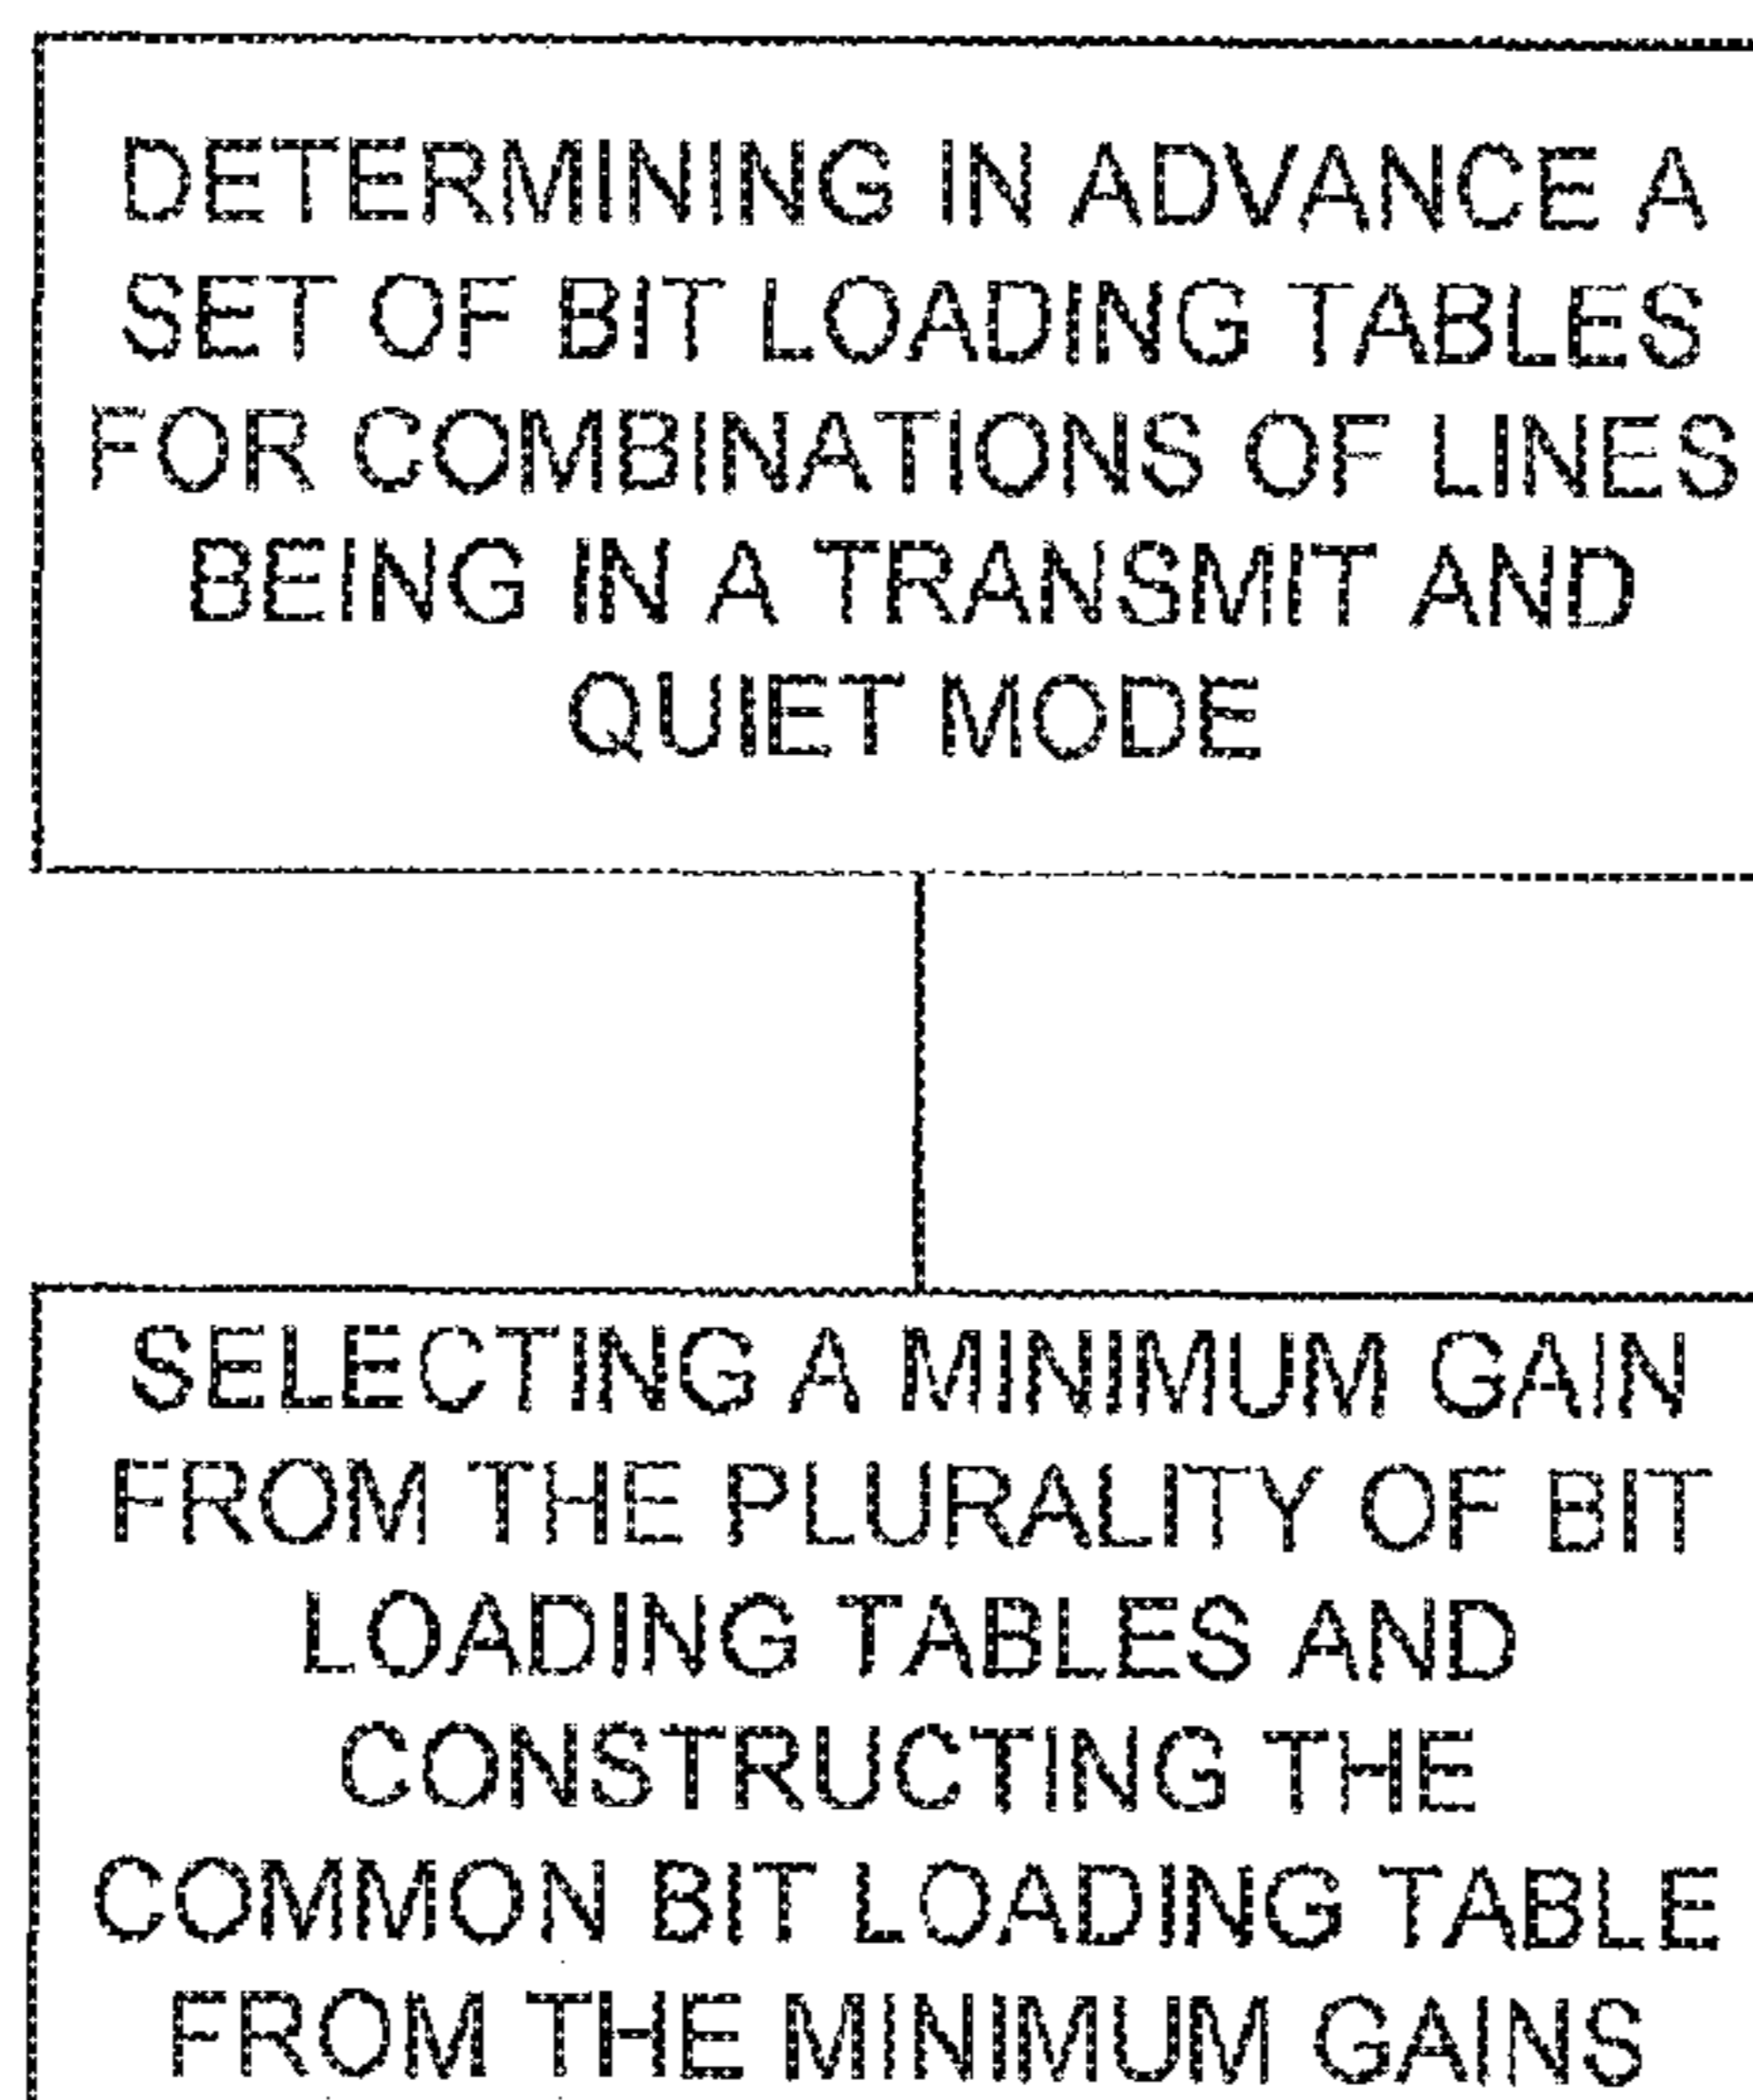 DETERMINING IN ADVANCE A
SET OF BIT LOADING TABLES
FOR COMBINATIONS OF LINES
BEING IN A TRANSMIT AND
QUIET MODE
SELECTING A MINIMUM GAIN
FROM THE PLURALITY OF BIT
LOADING TABLES AND
CONSTRUCTING THE
COMMON BIT LOADING TABLE
FROM THE MINIMUM GAINS